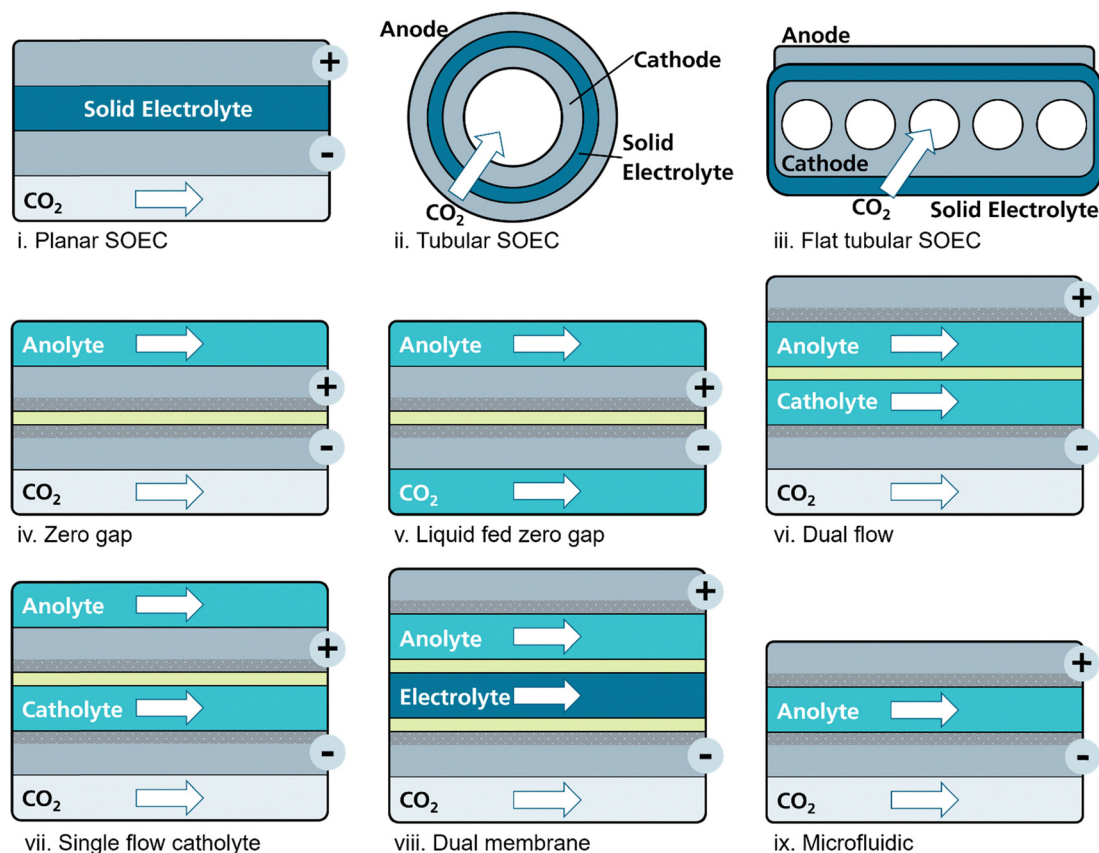 +
Solid Electrolyte
-
CO₂
i. Planar SOEC
Anode
Cathode
Solid
Electrolyte
CO₂
ii. Tubular SOEC
Anode
Cathode
CO₂
Solid Electrolyte
iii. Flat tubular SOEC
Anolyte
+
-
CO₂
iv. Zero gap
Anolyte
+
-
CO₂
v. Liquid fed zero gap
+
Anolyte
Catholyte
-
CO₂
vi. Dual flow
Anolyte
+
Catholyte
-
CO₂
vii. Single flow catholyte
+
Anolyte
Electrolyte
-
CO₂
viii. Dual membrane
+
Anolyte
-
CO₂
ix. Microfluidic